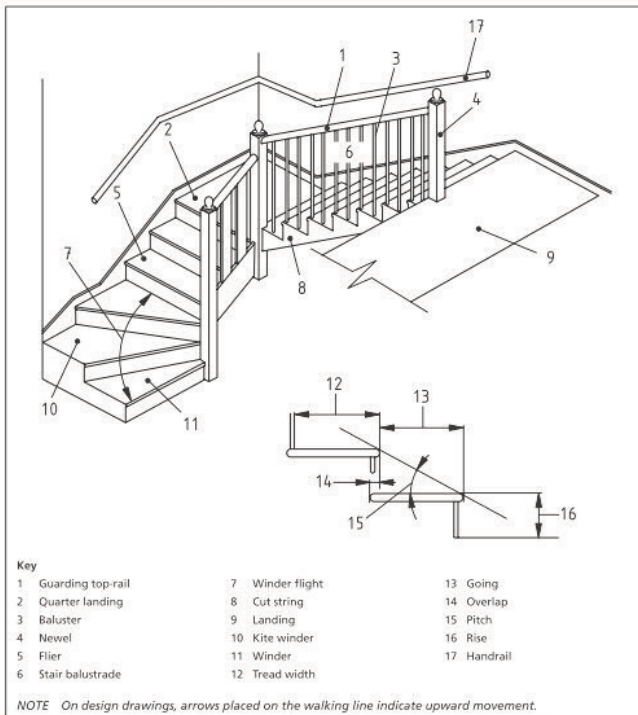 17
1
3
4
2
6
5
7
8
9
10
11
12
13
14
15
16
Key
1 Guarding top-rail
2 Quarter landing
3 Baluster
4 Newel
5 Flier
6 Stair balustrade
7 Winder flight
8 Cut string
9 Landing
10 Kite winder
11 Winder
12 Tread width
13 Going
14 Overlap
15 Pitch
16 Rise
17 Handrail
NOTE On design drawings, arrows placed on the walking line indicate upward movement.